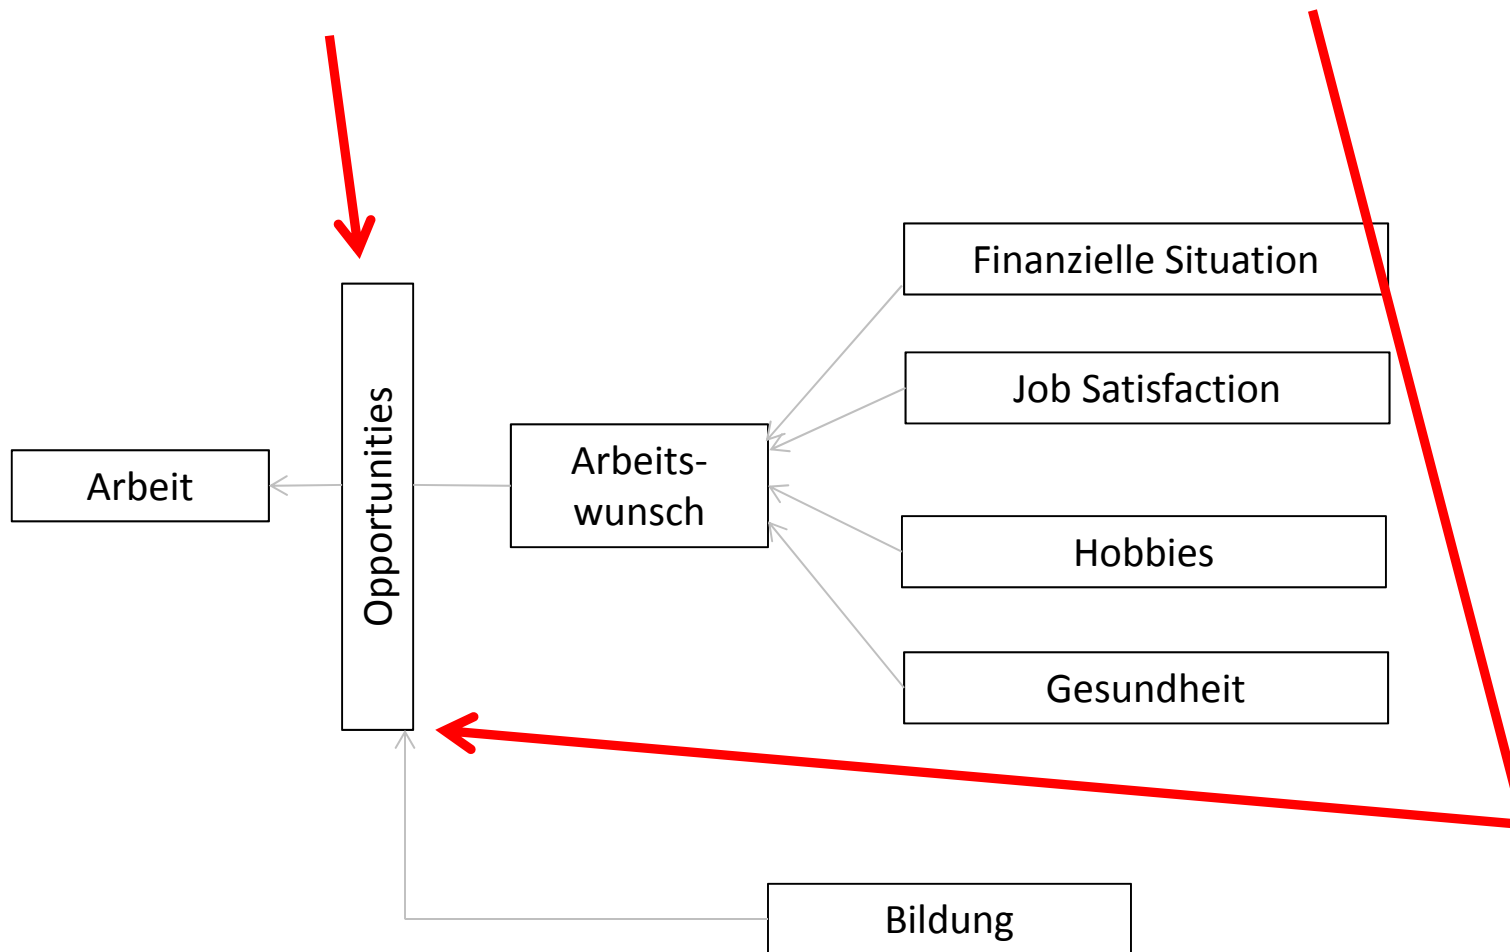 Finanzielle Situation
Job Satisfaction
Opportunities
Arbeits-
wunsch
Arbeit
Hobbies
Gesundheit
Bildung